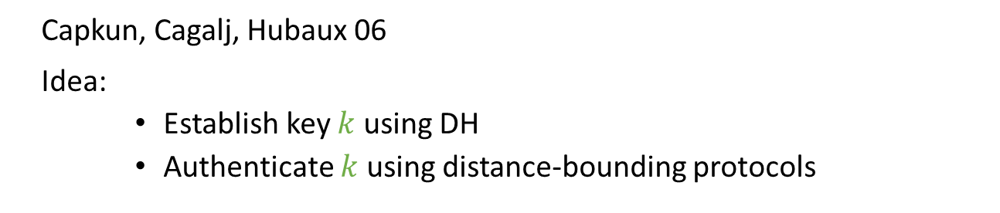 Capkun, Cagalj, Hubaux 06
Idea:
• Establish key k using DH
• Authenticate k using distance-bounding protocols